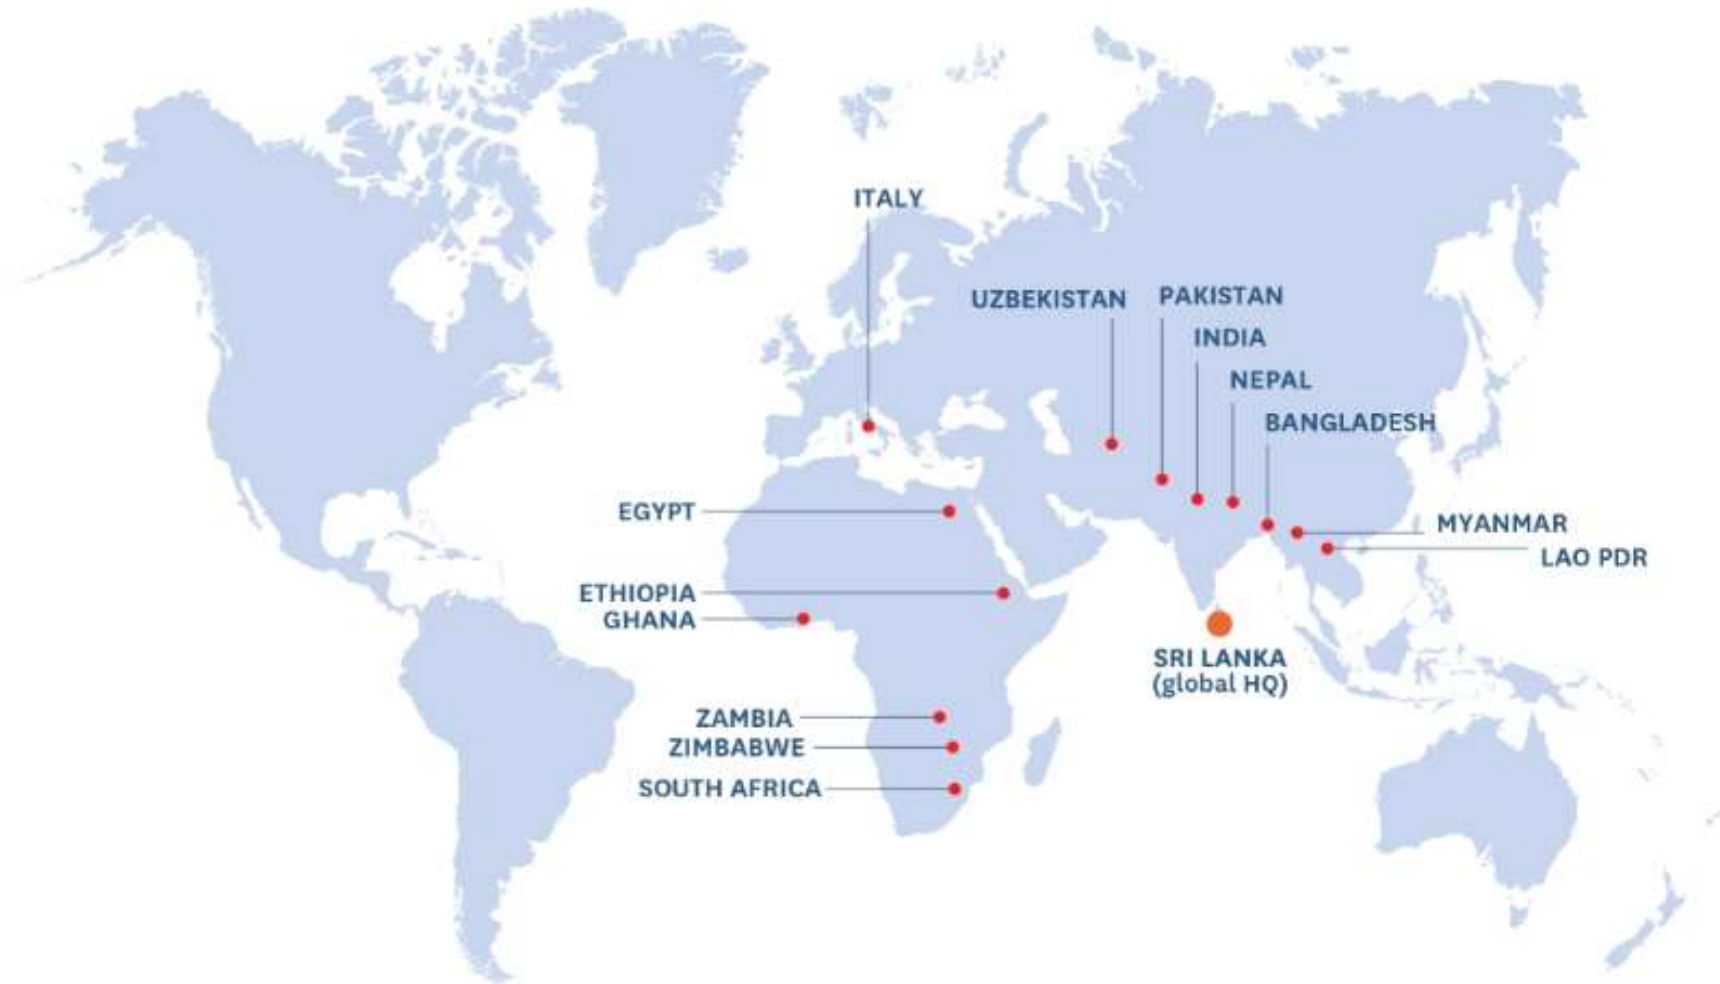 ITALY
UZBEKISTAN
PAKISTAN
INDIA
NEPAL
BANGLADESH
EGYPT
MYANMAR
LAO PDR
ETHIOPIA
GHANA
SRI LANKA
(global HQ)
ZAMBIA
ZIMBABWE
SOUTH AFRICA